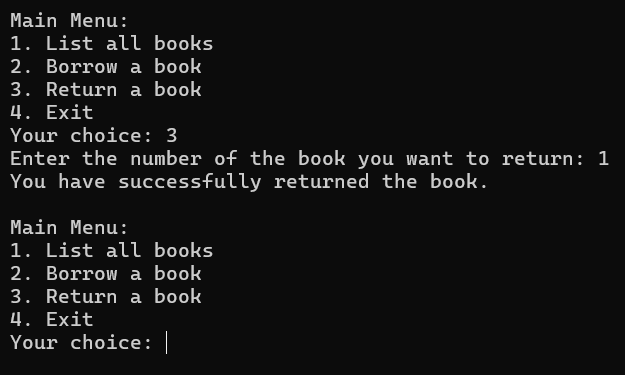 Main Menu:
1. List all books
2. Borrow a book
3. Return a book
4. Exit
Your choice: 3
Enter the number of the book you want to return: 1
You have successfully returned the book.

Main Menu:
1. List all books
2. Borrow a book
3. Return a book
4. Exit
Your choice: